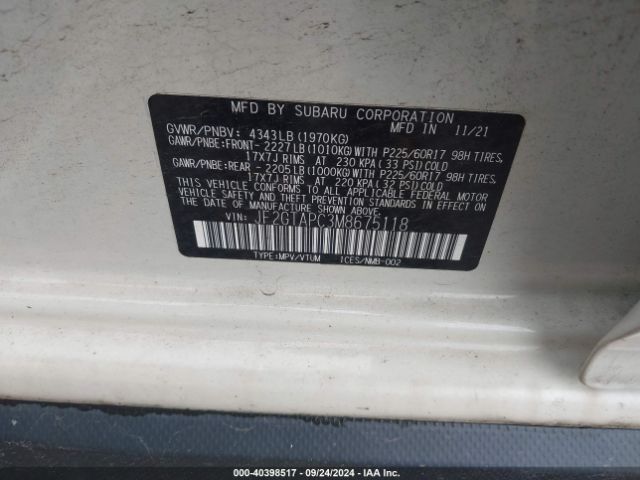 MFD BY SUBARU CORPORATION
MFD IN 11/21
GVWR/PNBV: 4343LB (1970KG)
GAWR/PNBE:FRONT- 2227LB(1010KG)WITH P225/60R17 98H TIRES,
17X7J RIMS AT 230 KPA (33 PSI) COLD
GAWR/PNBE:REAR - 2205LB(1000KG)WITH P225/60R17 98H TIRES,
17X7J RIMS AT 220 KPA (32 PSI) COLD
THIS VEHICLE CONFORMS TO ALL APPLICABLE FEDERAL MOTOR
VEHICLE SAFETY AND THEFT PREVENTION STANDARDS IN
EFFECT ON THE DATE OF MANUFACTURE SHOWN ABOVE.
VIN: JF2GTAPC3M8675118
TYPE:MPV/VTUM ICES/NMB-002
000-40398517 - 09/24/2024 - IAA Inc.